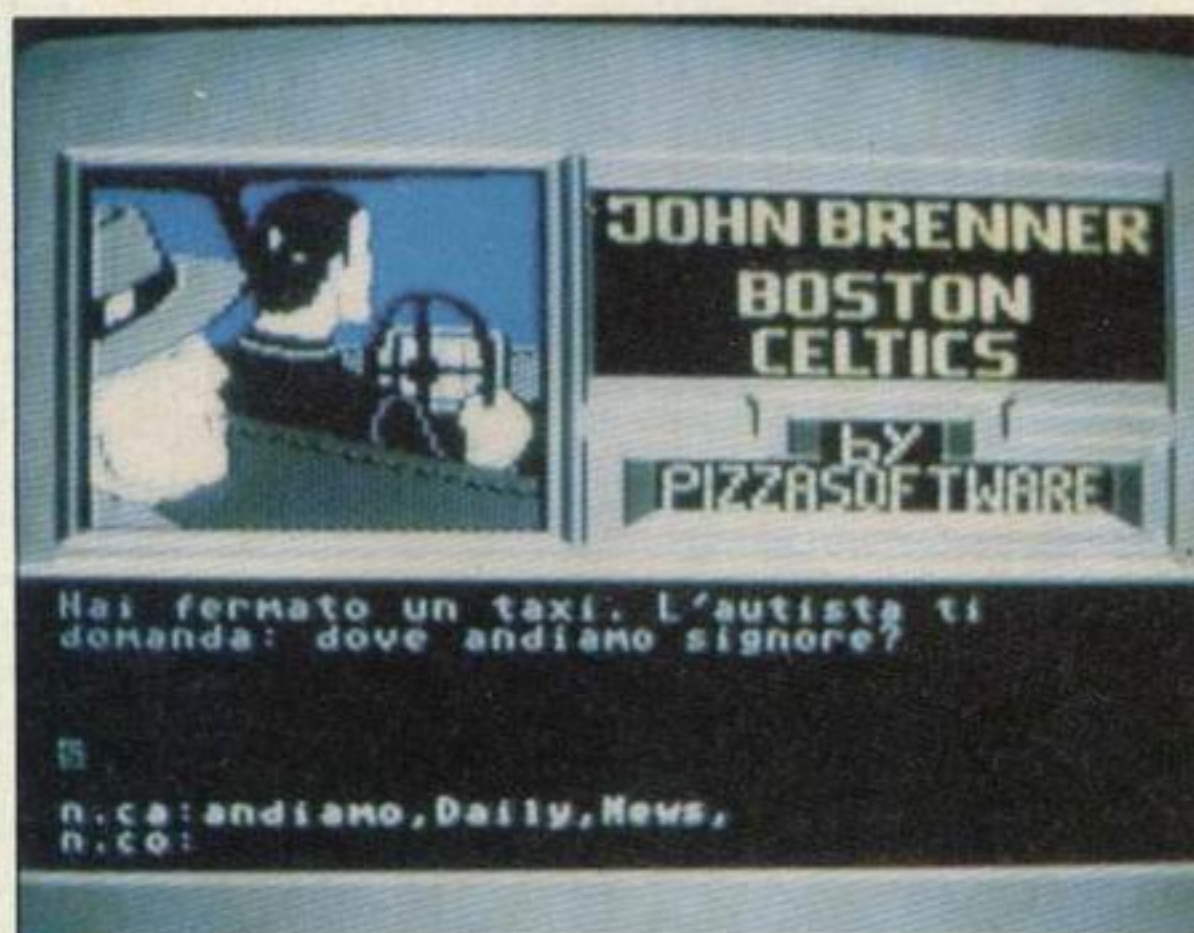 JOHN BRENNER
BOSTON
CELTICS
by
PIZZASOFTWARE
Hai fermato un taxi. L'autista ti
domanda: dove andiamo signore?
n.ca:andiamo,Daily,News,
n.co: